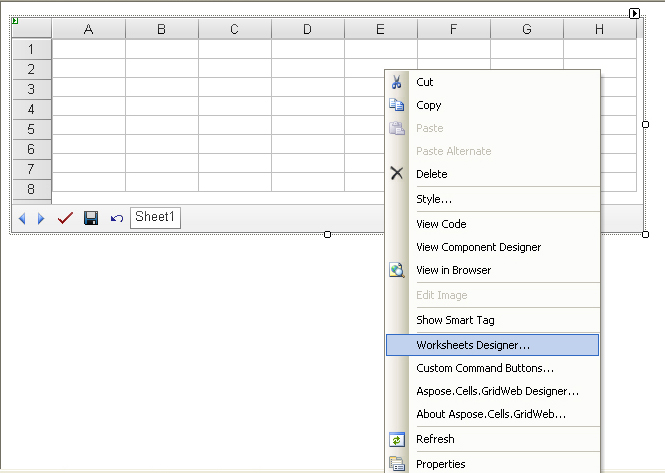 A B C D E F G H
1
2
3
4
5
6
7
8
Sheet1
Cut
Copy
Paste
Paste Alternate
Delete
Style...
View Code
View Component Designer
View in Browser
Edit Image
Show Smart Tag
Worksheets Designer...
Custom Command Buttons...
Aspose.Cells.GridWeb Designer...
About Aspose.Cells.GridWeb...
Refresh
Properties